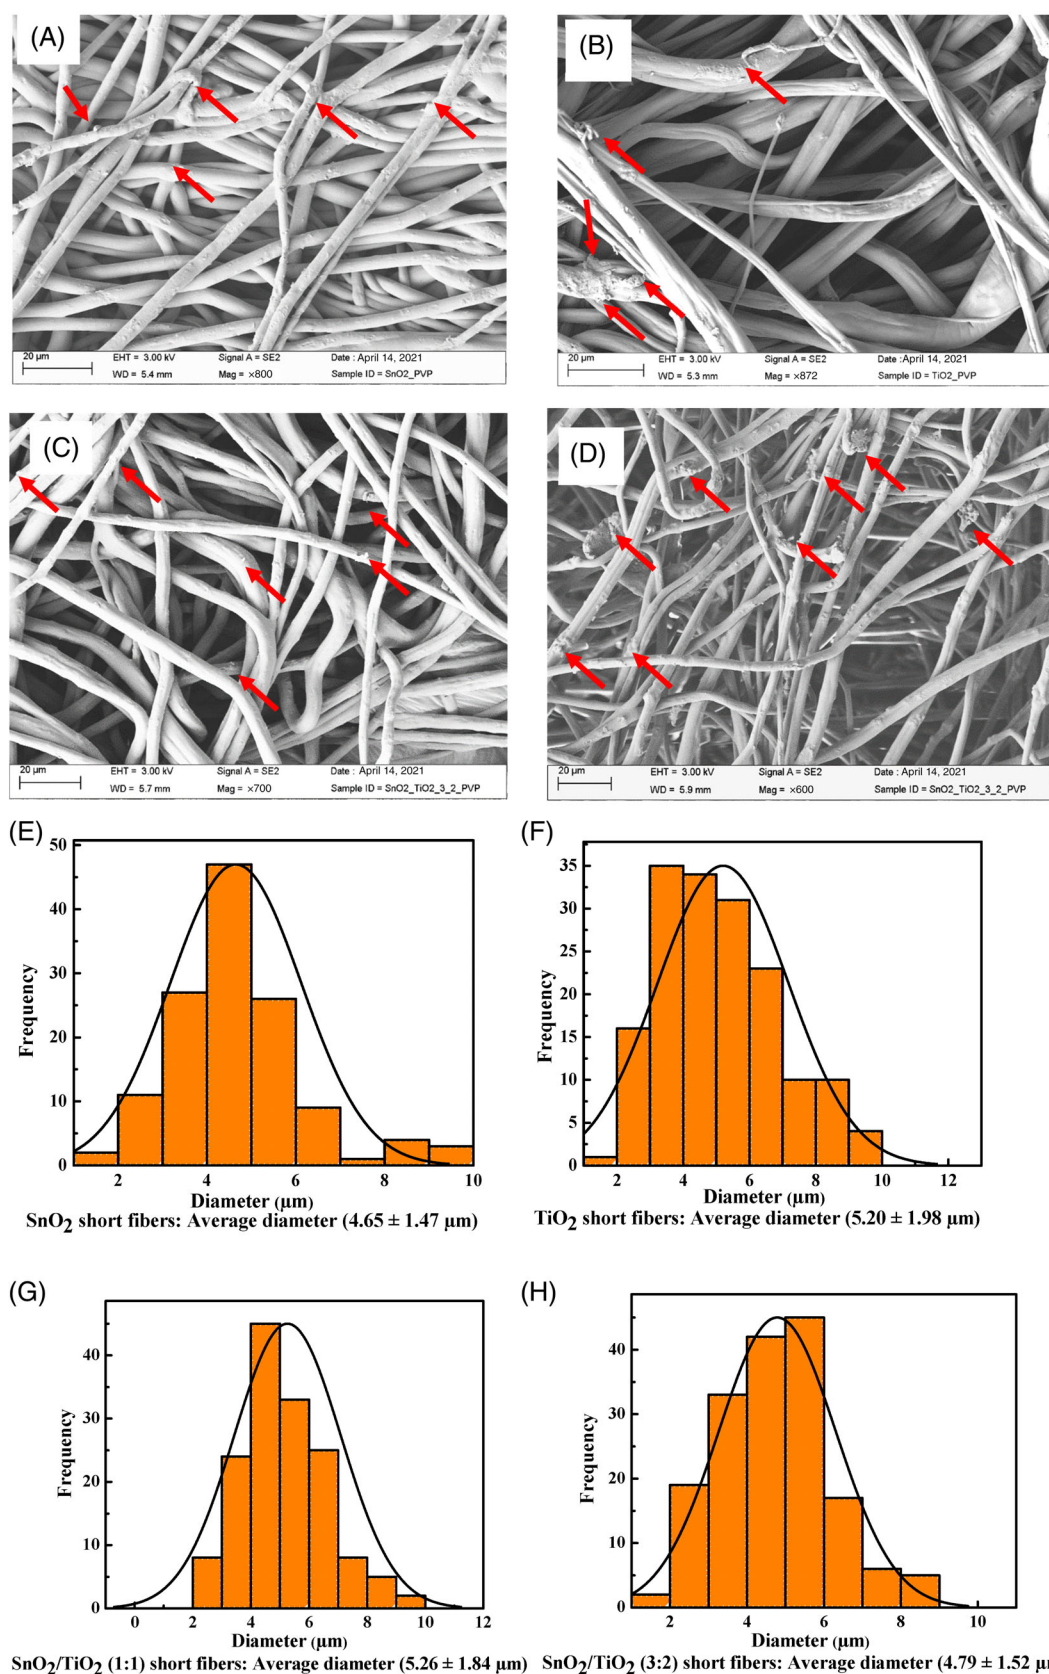 (A)
20 µm
EHT = 3.00 kV
Signal A = SE2
Date : April 14, 2021
WD = 5.4 mm
Mag = ×800
Sample ID = SnO2_PVP
(B)
20 µm
EHT = 3.00 kV
Signal A = SE2
Date : April 14, 2021
WD = 5.3 mm
Mag = ×872
Sample ID = TiO2_PVP
(C)
20 µm
EHT = 3.00 kV
Signal A = SE2
Date : April 14, 2021
WD = 5.7 mm
Mag = ×700
Sample ID = SnO2_TiO2_3_2_PVP
(D)
20 µm
EHT = 3.00 kV
Signal A = SE2
Date : April 14, 2021
WD = 5.9 mm
Mag = ×600
Sample ID = SnO2_TiO2_3_2_PVP
(E)
50
40
30
20
10
0
Frequency
2 4 6 8 10
Diameter (µm)
SnO₂ short fibers: Average diameter (4.65 ± 1.47 µm)
(F)
35
30
25
20
15
10
5
0
Frequency
2 4 6 8 10 12
Diameter (µm)
TiO₂ short fibers: Average diameter (5.20 ± 1.98 µm)
(G)
40
30
20
10
0
Frequency
0 2 4 6 8 10 12
Diameter (µm)
SnO₂/TiO₂ (1:1) short fibers: Average diameter (5.26 ± 1.84 µm)
(H)
40
30
20
10
0
Frequency
2 4 6 8 10
Diameter (µm)
SnO₂/TiO₂ (3:2) short fibers: Average diameter (4.79 ± 1.52 µ